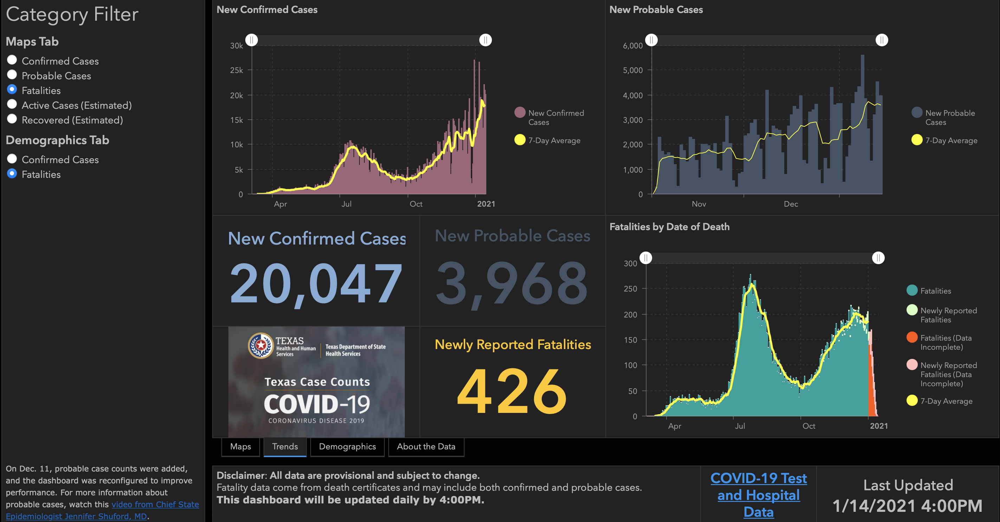 Category Filter
Maps Tab
Confirmed Cases
Probable Cases
Fatalities
Active Cases (Estimated)
Recovered (Estimated)
Demographics Tab
Confirmed Cases
Fatalities
On Dec. 11, probable case counts were added,
and the dashboard was reconfigured to improve
performance. For more information about
probable cases, watch this video from Chief State
Epidemiologist Jennifer Shuford, MD.
New Confirmed Cases
30k
25k
20k
15k
10k
5k
0
Apr Jul Oct 2021
New Confirmed
Cases
7-Day Average
New Probable Cases
6,000
5,000
4,000
3,000
2,000
1,000
0
Nov Dec
New Probable
Cases
7-Day Average
New Confirmed Cases
20,047
New Probable Cases
3,968
TEXAS
Health and Human
Services
Texas Department of State
Health Services
Texas Case Counts
COVID-19
CORONAVIRUS DISEASE 2019
Newly Reported Fatalities
426
Fatalities by Date of Death
300
250
200
150
100
50
0
Apr Jul Oct 2021
Fatalities
Newly Reported
Fatalities
Fatalities (Data
Incomplete)
Newly Reported
Fatalities (Data
Incomplete)
7-Day Average
Maps Trends Demographics About the Data
Disclaimer: All data are provisional and subject to change.
Fatality data come from death certificates and may include both confirmed and probable cases.
This dashboard will be updated daily by 4:00PM.
COVID-19 Test
and Hospital
Data
Last Updated
1/14/2021 4:00PM